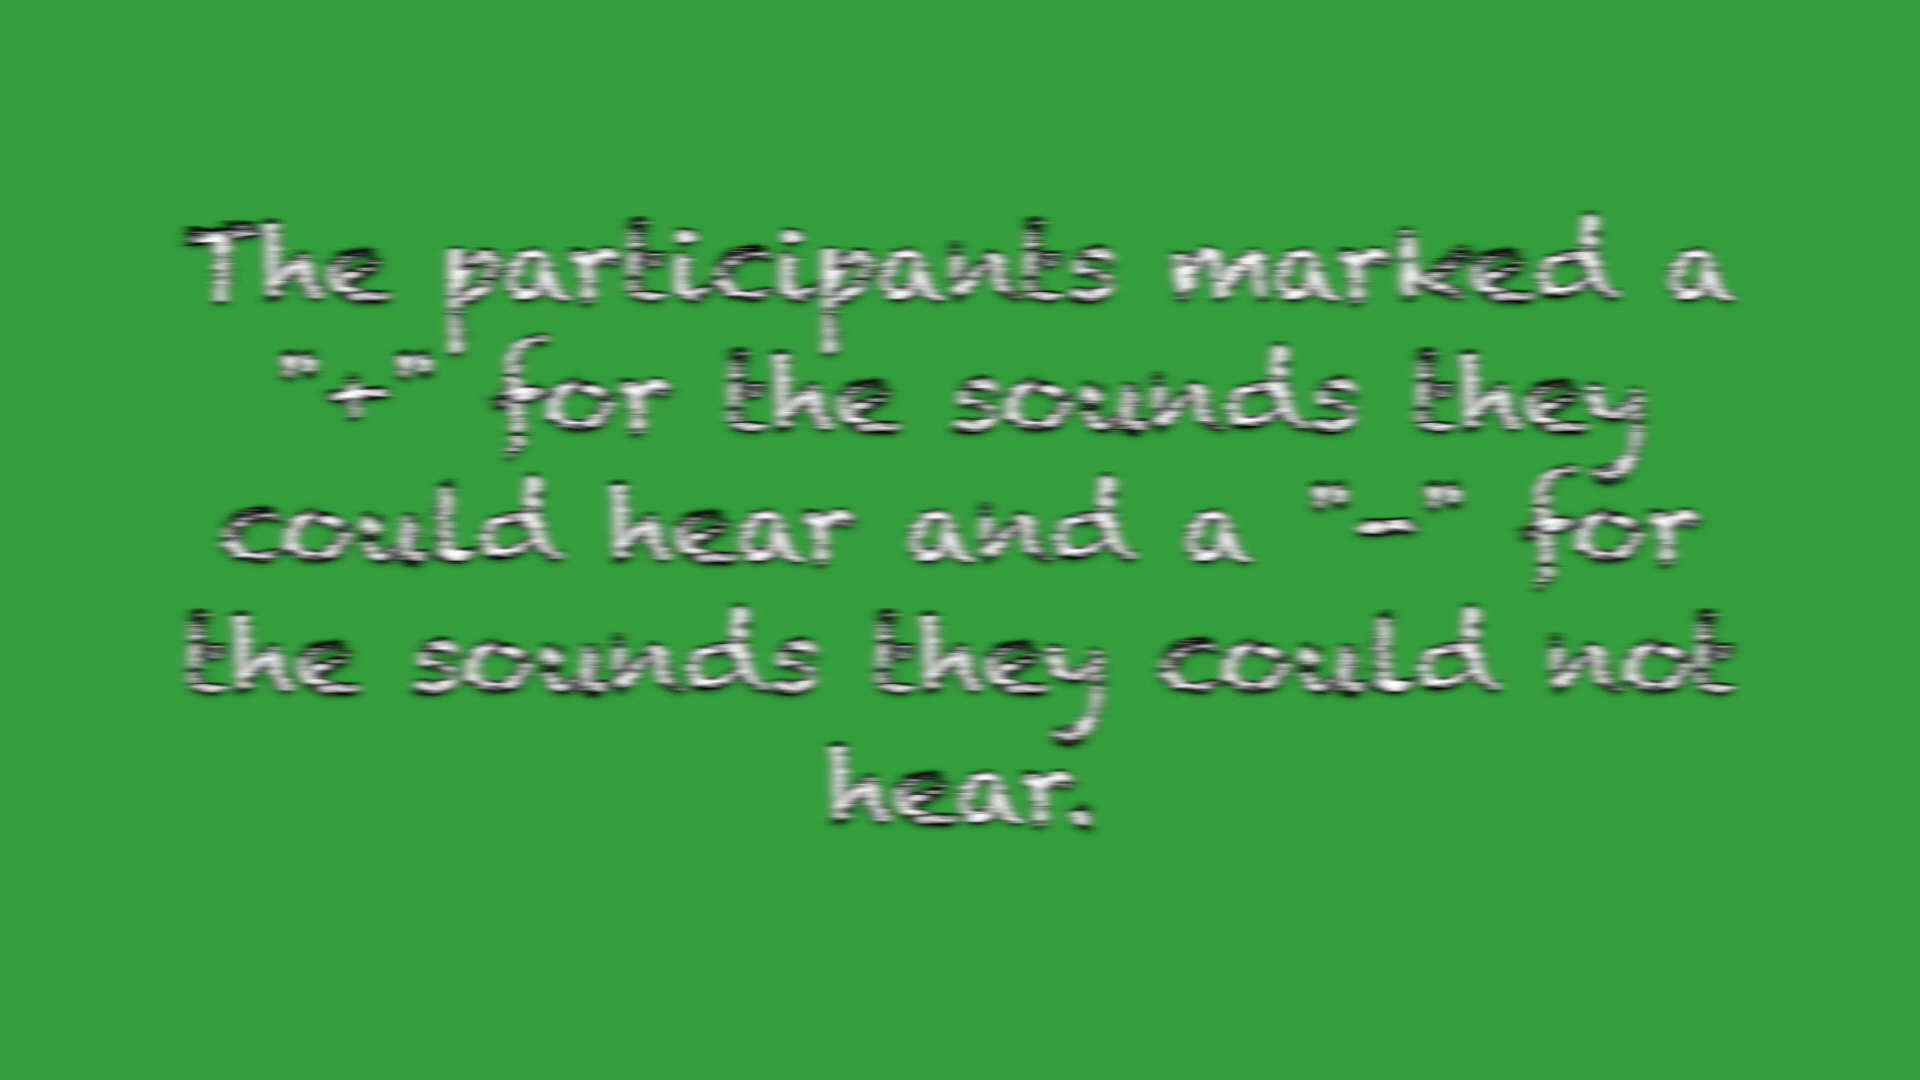 The participants marked a
"+" for the sounds they
could hear and a "-" for
the sounds they could not
hear.